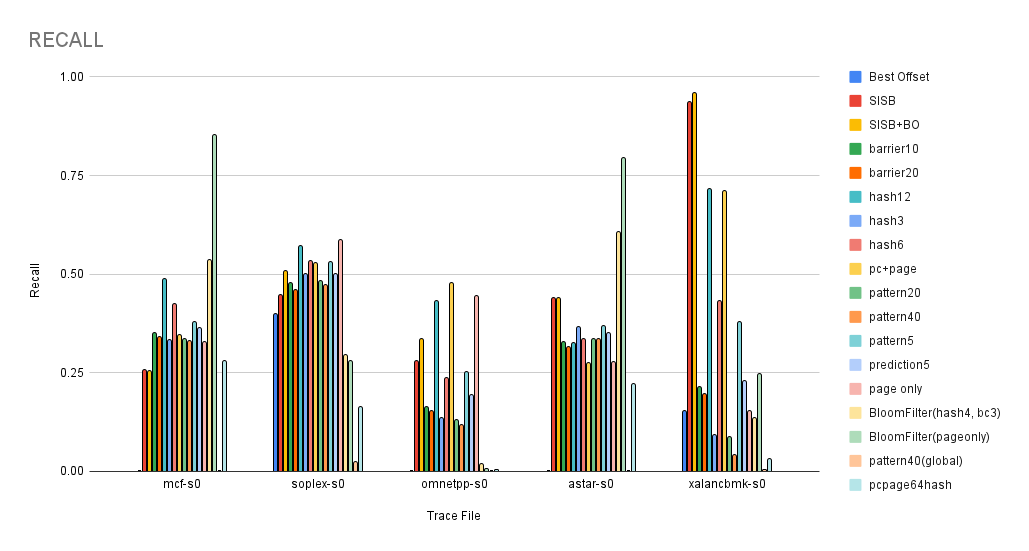 RECALL
1.00
0.75
0.50
0.25
0.00
Recall
mcf-s0
soplex-s0
omnetpp-s0
astar-s0
xalancbmk-s0
Trace File
Best Offset
SISB
SISB+BO
barrier10
barrier20
hash12
hash3
hash6
pc+page
pattern20
pattern40
pattern5
prediction5
page only
BloomFilter(hash4, bc3)
BloomFilter(pageonly)
pattern40(global)
pcpage64hash